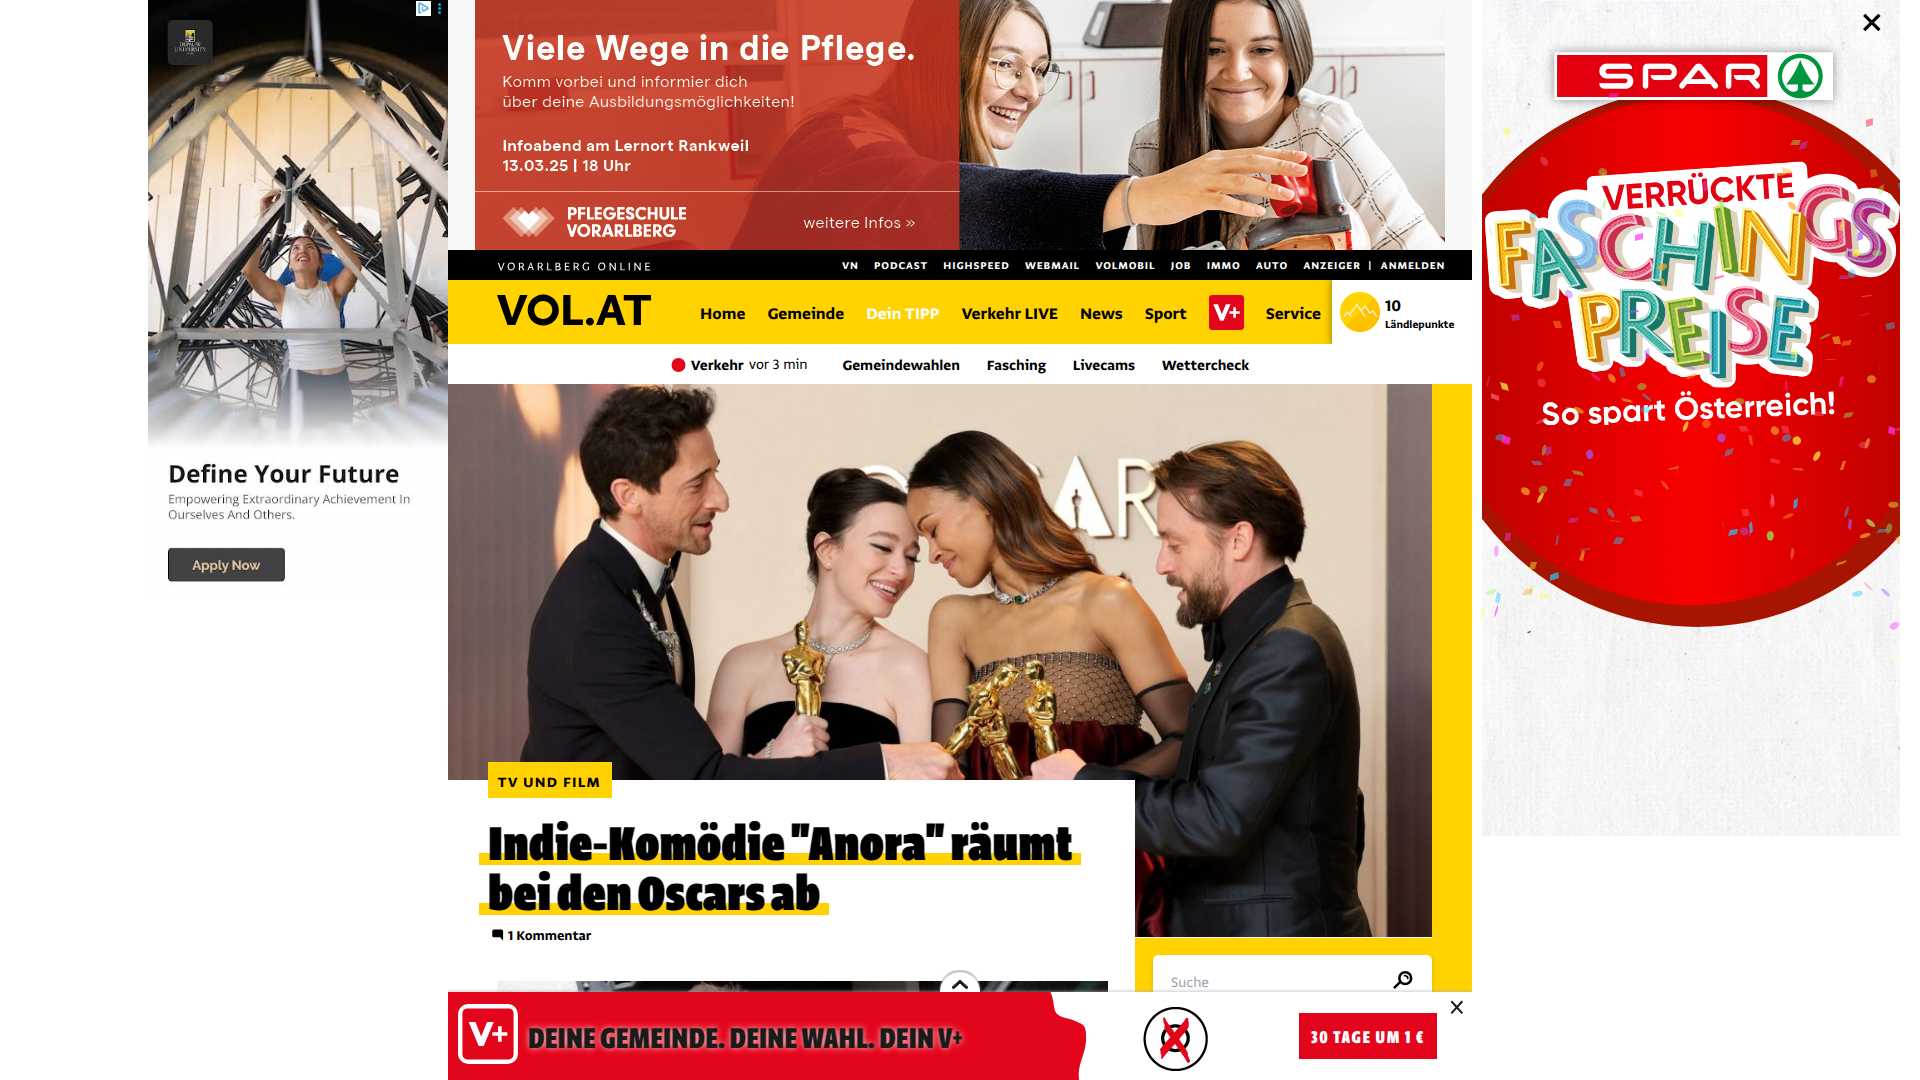 DEPAUW
UNIVERSITY
Define Your Future
Empowering Extraordinary Achievement In
Ourselves And Others.
Apply Now
Viele Wege in die Pflege.
Komm vorbei und informier dich
über deine Ausbildungsmöglichkeiten!
Infoabend am Lernort Rankweil
13.03.25 | 18 Uhr
PFLEGESCHULE
VORARLBERG
weitere Infos »
VORARLBERG ONLINE
VN PODCAST HIGHSPEED WEBMAIL VOLMOBIL JOB IMMO AUTO ANZEIGER | ANMELDEN
VOL.AT
Home Gemeinde Dein TIPP Verkehr LIVE News Sport V+ Service
10
Ländlepunkte
Verkehr vor 3 min Gemeindewahlen Fasching Livecams Wettercheck
OSCAR
TV UND FILM
Indie-Komödie "Anora" räumt
bei den Oscars ab
1 Kommentar
Suche
V+ DEINE GEMEINDE. DEINE WAHL. DEIN V+
30 TAGE UM 1 €
SPAR
VERRÜCKTE
FASCHINGS
PREISE
So spart Österreich!